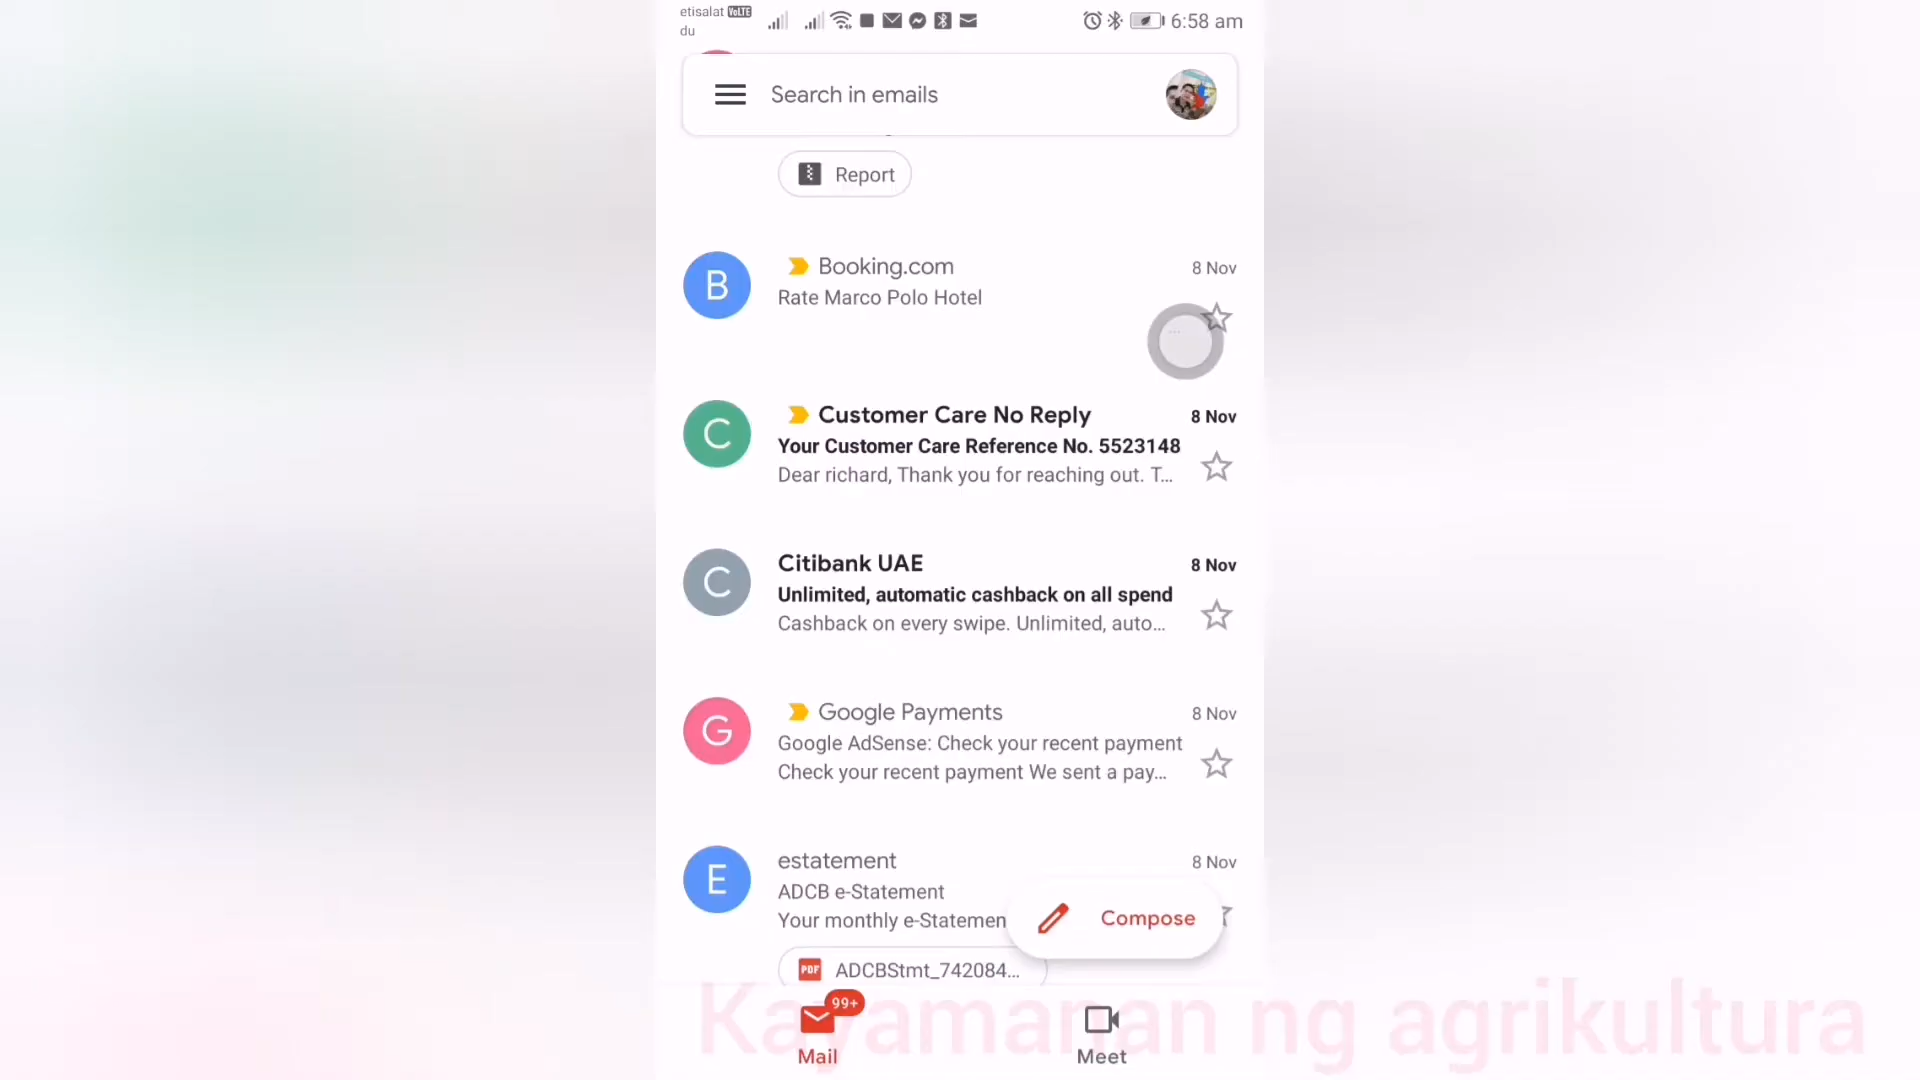 etisalat VoLTE
du
6:58 am
Search in emails
Report
B
Booking.com
8 Nov
Rate Marco Polo Hotel
C
Customer Care No Reply
8 Nov
Your Customer Care Reference No. 5523148
Dear richard, Thank you for reaching out. T...
C
Citibank UAE
8 Nov
Unlimited, automatic cashback on all spend
Cashback on every swipe. Unlimited, auto...
G
Google Payments
8 Nov
Google AdSense: Check your recent payment
Check your recent payment We sent a pay...
E
estatement
8 Nov
ADCB e-Statement
Your monthly e-Statemen
Compose
PDF
ADCBStmt_742084...
99+
Mail
Meet
Kayamanan ng agrikultura